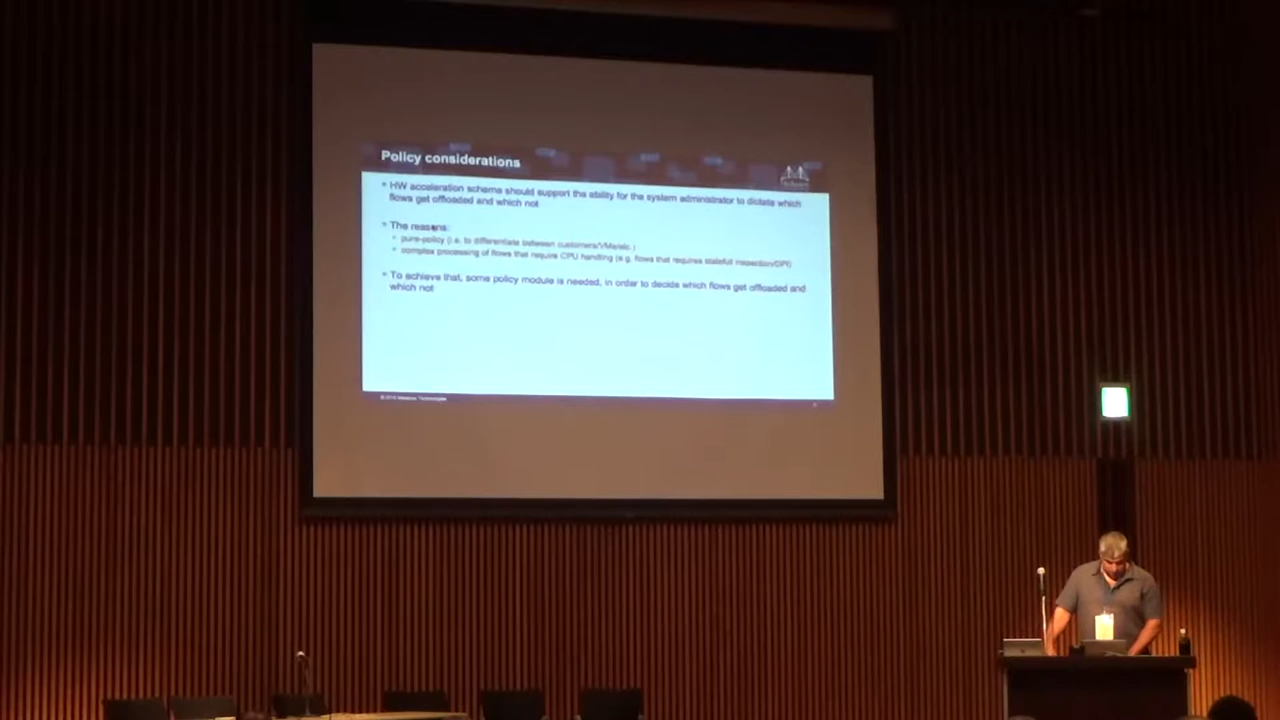 Policy considerations
HW acceleration scheme should support the ability for the system administrator to dictate which
flows get offloaded and which not
The reasons:
pure-policy (i.e. to differentiate between customers/VMs/etc.)
complex processing of flows that require CPU handling (e.g. flows that requires stateful inspection/DPI)
To achieve that, some policy module is needed, in order to decide which flows get offloaded and
which not
Mellanox Technologies